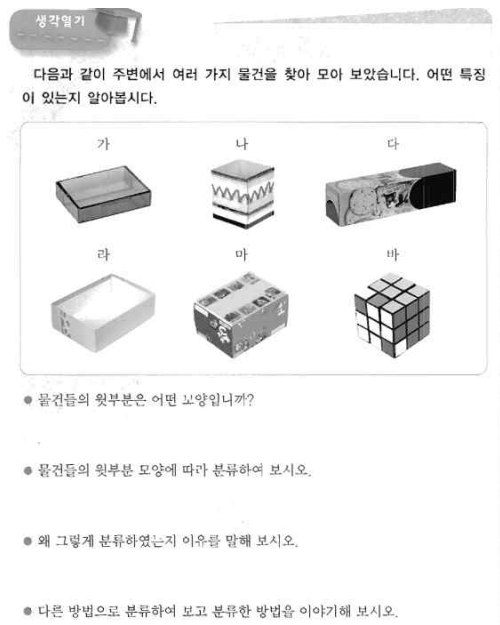 생각열기
다음과 같이 주변에서 여러 가지 물건을 찾아 모아 보았습니다. 어떤 특징
이 있는지 알아봅시다.
가 나 다
라 마 바
● 물건들의 윗부분은 어떤 모양입니까?
● 물건들의 윗부분 모양에 따라 분류하여 보시오.
● 왜 그렇게 분류하였는지 이유를 말해 보시오.
● 다른 방법으로 분류하여 보고 분류한 방법을 이야기해 보시오.